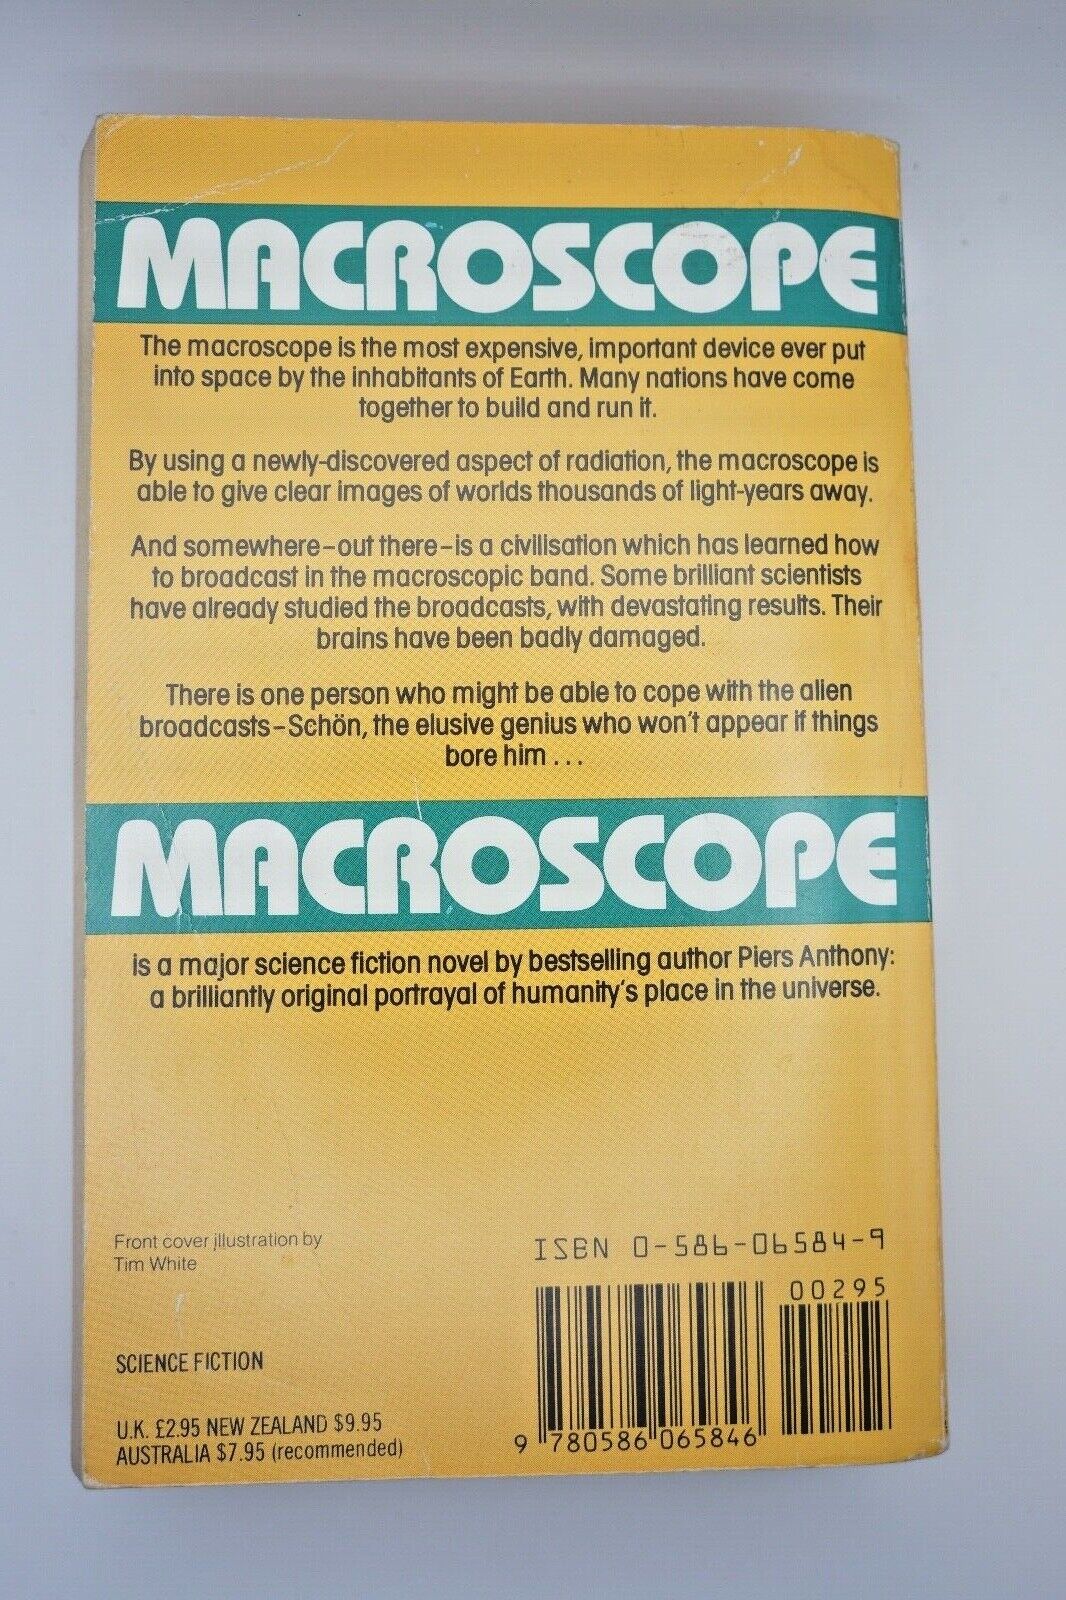 MACROSCOPE
The macroscope is the most expensive, important device ever put
into space by the inhabitants of Earth. Many nations have come
together to build and run it.
By using a newly-discovered aspect of radiation, the macroscope is
able to give clear images of worlds thousands of light-years away.
And somewhere–out there–is a civilisation which has learned how
to broadcast in the macroscopic band. Some brilliant scientists
have already studied the broadcasts, with devastating results. Their
brains have been badly damaged.
There is one person who might be able to cope with the alien
broadcasts–Schön, the elusive genius who won't appear if things
bore him . . .
MACROSCOPE
is a major science fiction novel by bestselling author Piers Anthony:
a brilliantly original portrayal of humanity's place in the universe.
Front cover jllustration by
Tim White
SCIENCE FICTION
U.K. £2.95 NEW ZEALAND $9.95
AUSTRALIA $7.95 (recommended)
ISBN 0-586-06584-9
00295
9 780586 065846